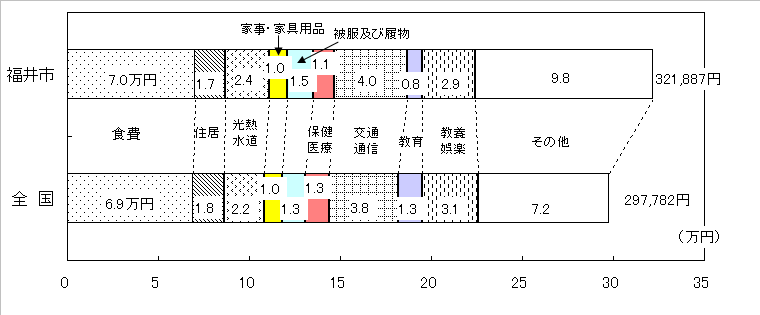 家事・家具用品
被服及び履物
福井市
7.0万円
1.7
2.4
1.0
1.5
1.1
4.0
0.8
2.9
9.8
321,887円
食費
住居
光熱
水道
保健
医療
交通
通信
教育
教養
娯楽
その他
全 国
6.9万円
1.8
2.2
1.0
1.3
1.3
3.8
1.3
3.1
7.2
297,782円
(万円)
0 5 10 15 20 25 30 35